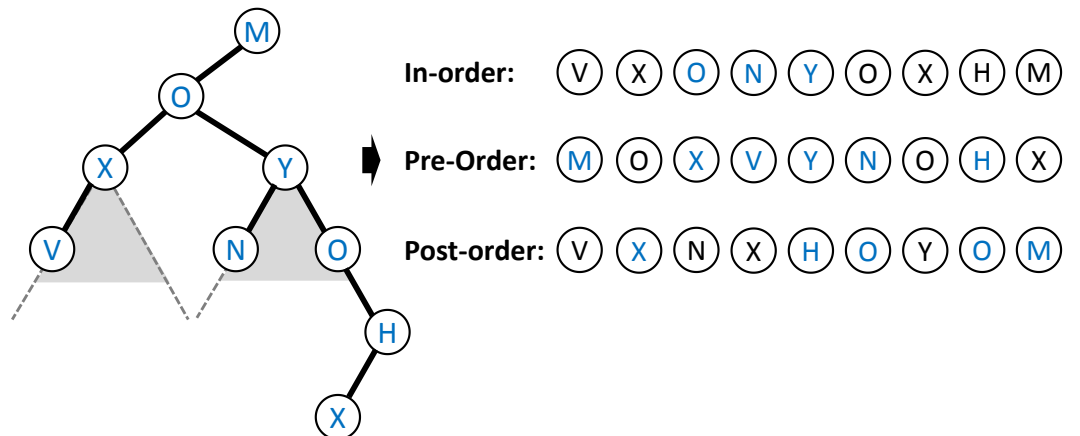 M
O
X Y
V N O
H
X
In-order: V X O N Y O X H M
Pre-Order: M O X V Y N O H X
Post-order: V X N X H O Y O M